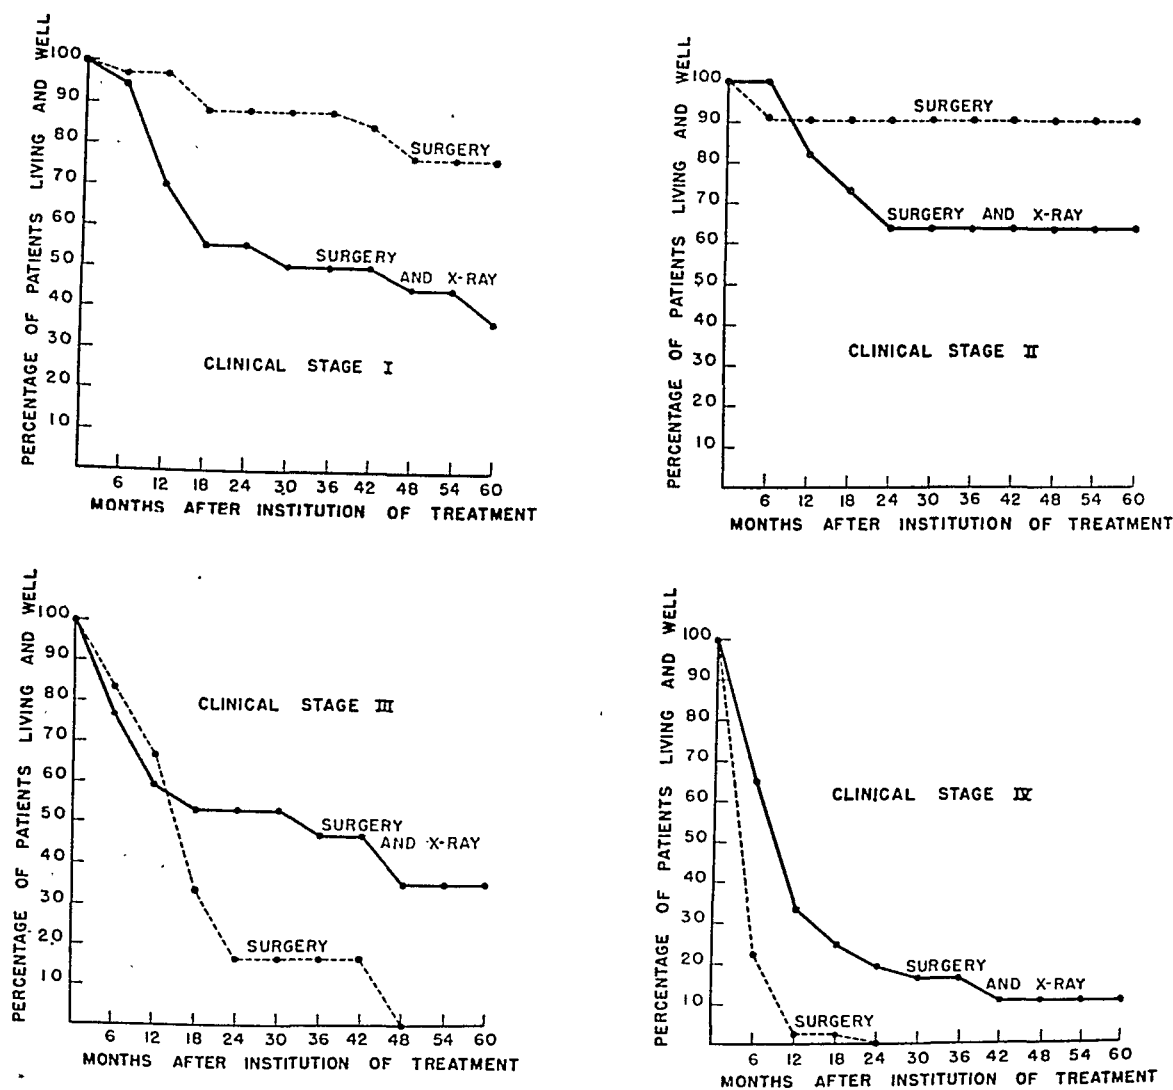 PERCENTAGE OF PATIENTS LIVING AND WELL
100
90
80
70
60
50
40
30
20
10
SURGERY
SURGERY
AND X-RAY
CLINICAL STAGE I
6 12 18 24 30 36 42 48 54 60
MONTHS AFTER INSTITUTION OF TREATMENT
PERCENTAGE OF PATIENTS LIVING AND WELL
100
90
80
70
60
50
40
30
20
10
SURGERY
SURGERY AND X-RAY
CLINICAL STAGE II
6 12 18 24 30 36 42 48 54 60
MONTHS AFTER INSTITUTION OF TREATMENT
PERCENTAGE OF PATIENTS LIVING AND WELL
100
90
80
70
60
50
40
30
20
10
CLINICAL STAGE III
SURGERY
AND X-RAY
SURGERY
6 12 18 24 30 36 42 48 54 60
MONTHS AFTER INSTITUTION OF TREATMENT
PERCENTAGE OF PATIENTS LIVING AND WELL
100
90
80
70
60
50
40
30
20
10
CLINICAL STAGE IV
SURGERY
AND X-RAY
SURGERY
6 12 18 24 30 36 42 48 54 60
MONTHS AFTER INSTITUTION OF TREATMENT